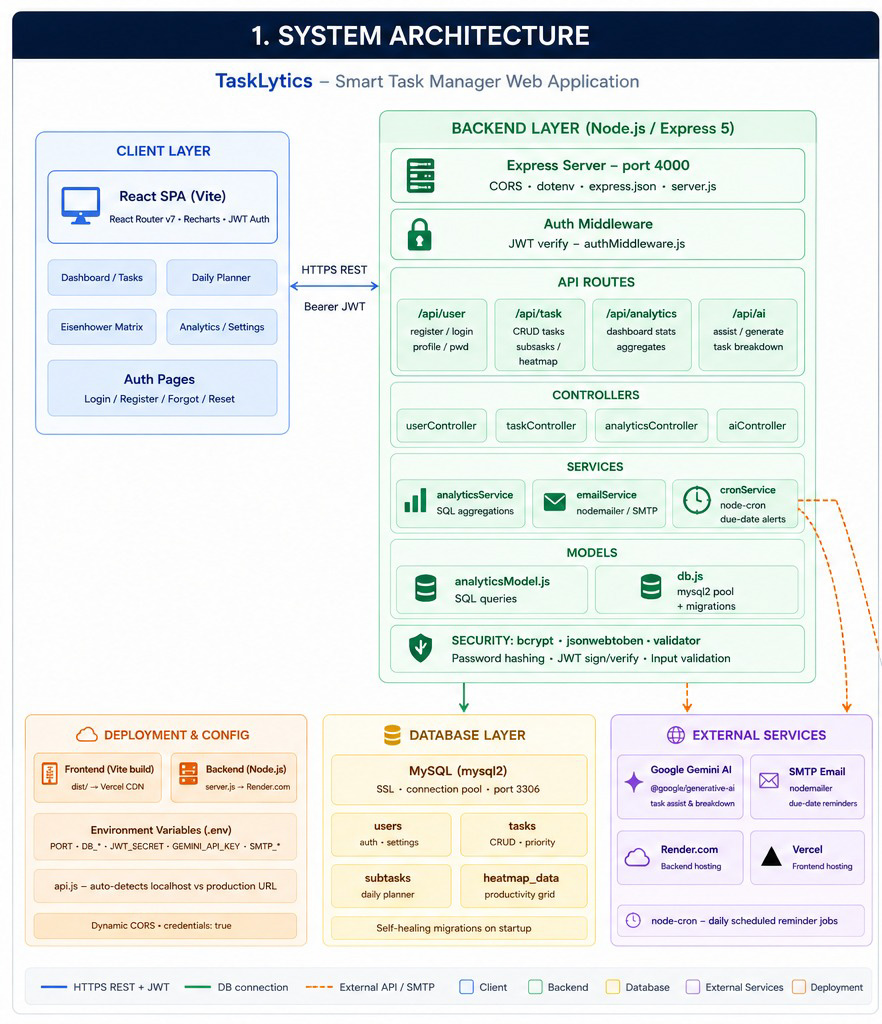 1. SYSTEM ARCHITECTURE
TaskLytics – Smart Task Manager Web Application
CLIENT LAYER
React SPA (Vite)
React Router v7 • Recharts • JWT Auth
Dashboard / Tasks
Daily Planner
Eisenhower Matrix
Analytics / Settings
Auth Pages
Login / Register / Forgot / Reset
HTTPS REST
Bearer JWT
BACKEND LAYER (Node.js / Express 5)
Express Server – port 4000
CORS • dotenv • express.json • server.js
Auth Middleware
JWT verify – authMiddleware.js
API ROUTES
/api/user
register / login
profile / pwd
/api/task
CRUD tasks
subsasks /
heatmap
/api/analytics
dashboard stats
aggregates
/api/ai
assist / generate
task breakdown
CONTROLLERS
userController
taskController
analyticsController
aiController
SERVICES
analyticsService
SQL aggregations
emailService
nodemailer / SMTP
cronService
node-cron
due-date alerts
MODELS
analyticsModel.js
SQL queries
db.js
mysql2 pool
+ migrations
SECURITY: bcrypt • jsonwebtoben • validator
Password hashing • JWT sign/verify • Input validation
DEPLOYMENT & CONFIG
Frontend (Vite build)
dist/ → Vercel CDN
Backend (Node.js)
server.js → Render.com
Environment Variables (.env)
PORT • DB_* • JWT_SECRET • GEMINI_API_KEY • SMTP_*
api.js – auto-detects localhost vs production URL
Dynamic CORS • credentials: true
DATABASE LAYER
MySQL (mysql2)
SSL • connection pool • port 3306
users
auth • settings
tasks
CRUD • priority
subtasks
daily planner
heatmap_data
productivity grid
Self-healing migrations on startup
EXTERNAL SERVICES
Google Gemini AI
@google/generative-ai
task assist & breakdown
SMTP Email
nodemailer
due-date reminders
Render.com
Backend hosting
Vercel
Frontend hosting
node-cron – daily scheduled reminder jobs
HTTPS REST + JWT
DB connection
External API / SMTP
Client
Backend
Database
External Services
Deployment